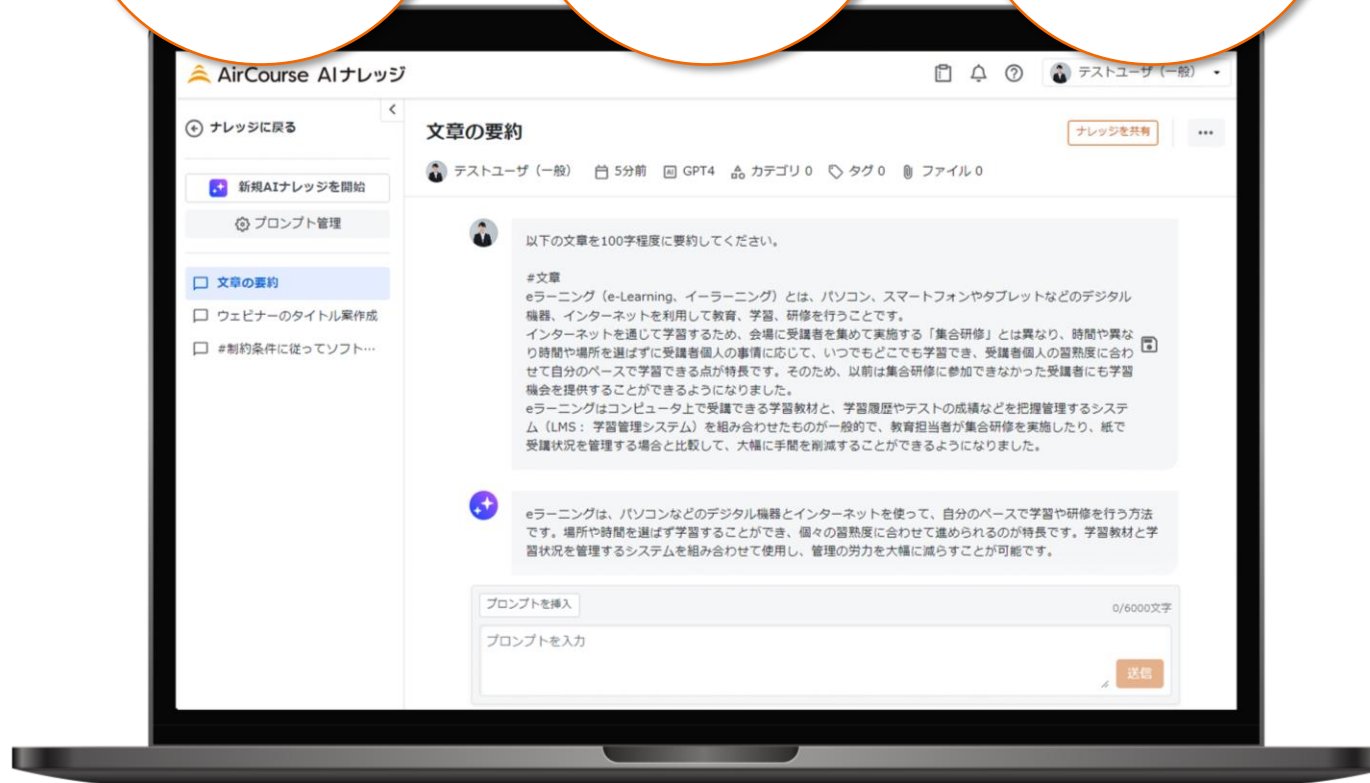 AirCourse AIナレッジ
テストユーザ（一般）
ナレッジに戻る
新規AIナレッジを開始
プロンプト管理
文章の要約
ウェビナーのタイトル案作成
#制約条件に従ってソフト…
文章の要約
ナレッジを共有
テストユーザ（一般） 5分前 AI GPT4 カテゴリ 0 タグ 0 ファイル 0
以下の文章を100字程度に要約してください。
#文章
eラーニング（e-Learning、イーラーニング）とは、パソコン、スマートフォンやタブレットなどのデジタル
機器、インターネットを利用して教育、学習、研修を行うことです。
インターネットを通じて学習するため、会場に受講者を集めて実施する「集合研修」とは異なり、時間や異な
り時間や場所を選ばずに受講者個人の事情に応じて、いつでもどこでも学習でき、受講者個人の習熟度に合わ
せて自分のペースで学習できる点が特長です。そのため、以前は集合研修に参加できなかった受講者にも学習
機会を提供することができるようになりました。
eラーニングはコンピュータ上で受講できる学習教材と、学習履歴やテストの成績などを把握管理するシステ
ム（LMS： 学習管理システム）を組み合わせたものが一般的で、教育担当者が集合研修を実施したり、紙で
受講状況を管理する場合と比較して、大幅に手間を削減することができるようになりました。
eラーニングは、パソコンなどのデジタル機器とインターネットを使って、自分のペースで学習や研修を行う方法
です。場所や時間を選ばず学習することができ、個々の習熟度に合わせて進められるのが特長です。学習教材と学
習状況を管理するシステムを組み合わせて使用し、管理の労力を大幅に減らすことが可能です。
プロンプトを挿入
0/6000文字
プロンプトを入力
送信